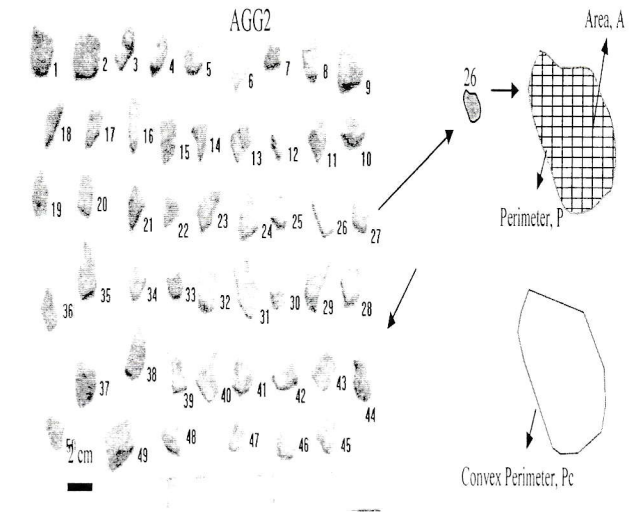 AGG2
Area, A
1 2 3 4 5 6 7 8 9
26
18 17 16 15 14 13 12 11 10
19 20 21 22 23 24 25 26 27
Perimeter, P
36 35 34 33 32 31 30 29 28
37 38 39 40 41 42 43 44
49 48 47 46 45
2 cm
Convex Perimeter, Pc